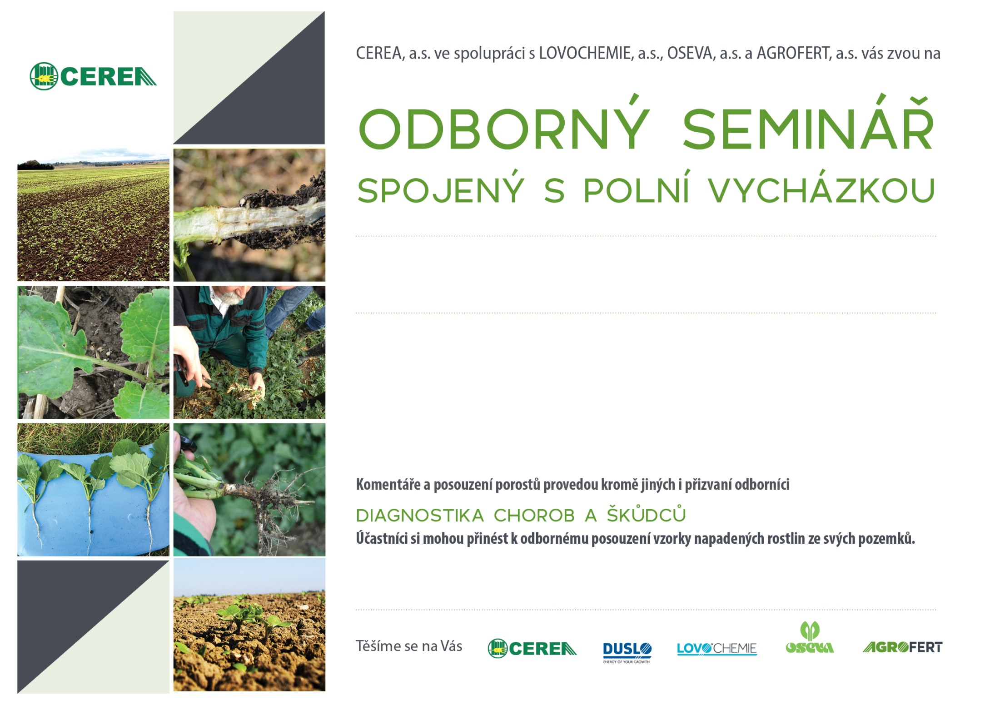 CEREA
CEREA, a.s. ve spolupráci s LOVOCHEMIE, a.s., OSEVA, a.s. a AGROFERT, a.s. vás zvou na
ODBORNÝ SEMINÁŘ
SPOJENÝ S POLNÍ VYCHÁZKOU
Komentáře a posouzení porostů provedou kromě jiných i přizvaní odborníci
DIAGNOSTIKA CHOROB A ŠKŮDCŮ
Účastníci si mohou přinést k odbornému posouzení vzorky napadených rostlin ze svých pozemků.
Těšíme se na Vás
CEREA
DUSLO
ENERGY OF YOUR GROWTH
LOVOCHEMIE
OSEVA
AGROFERT